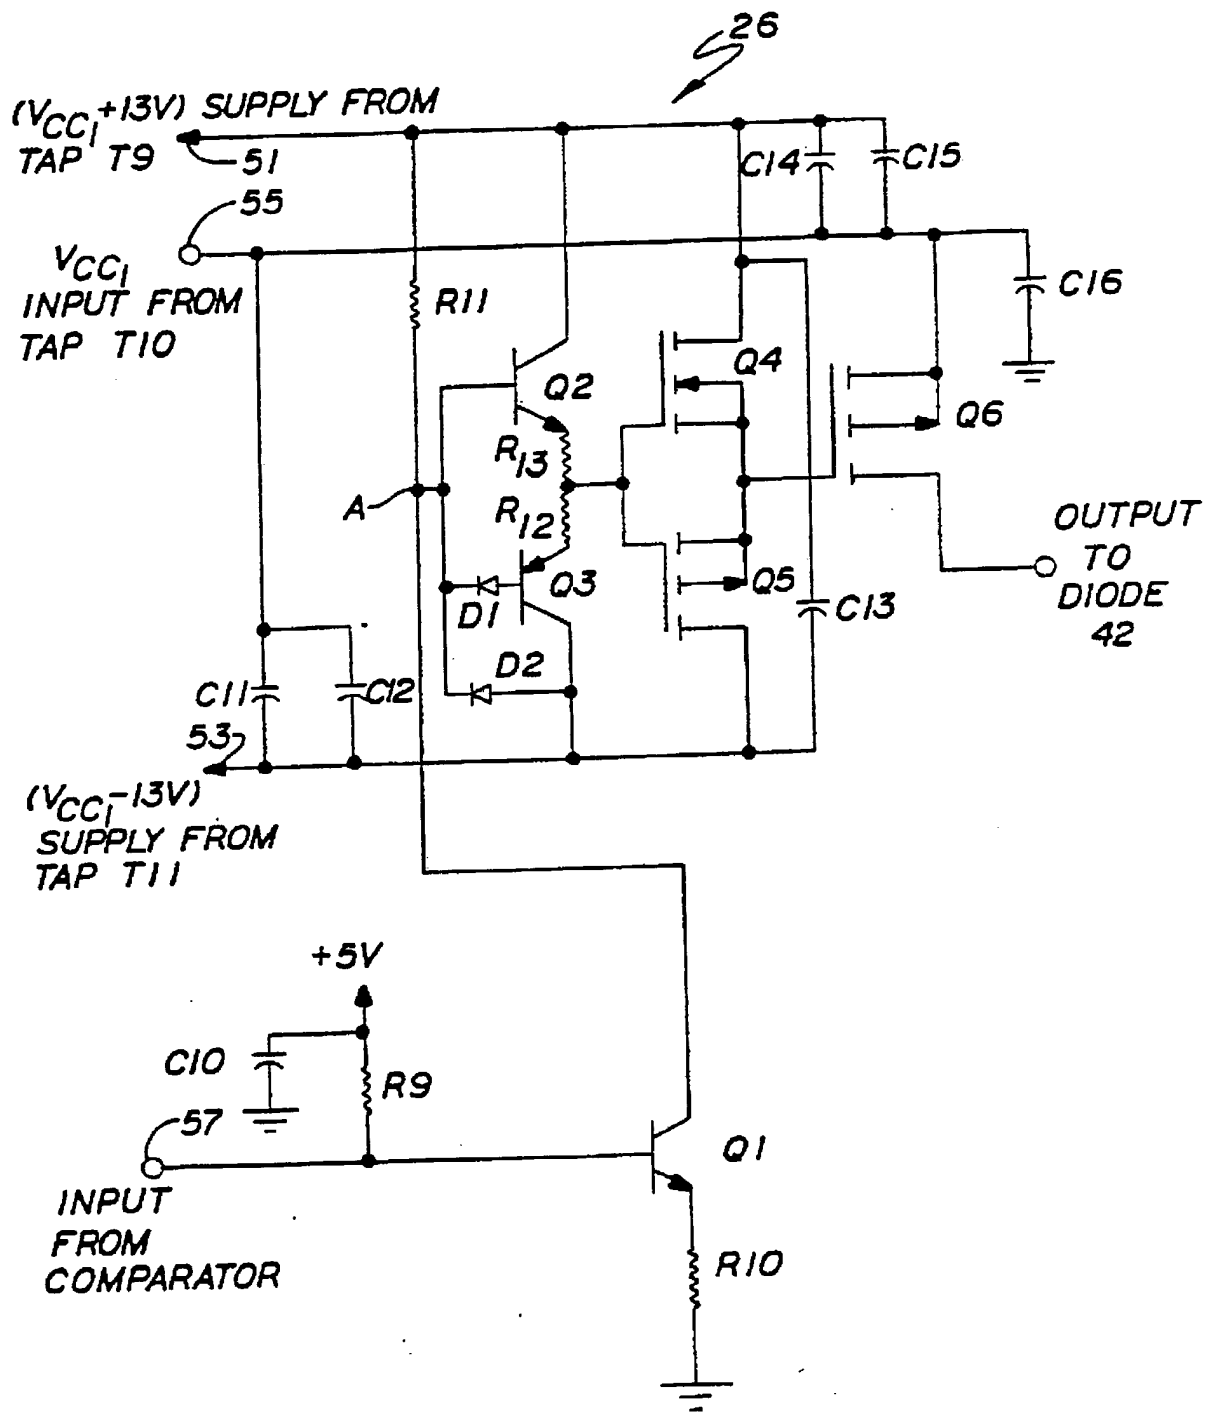 26
(VCC1+13V) SUPPLY FROM
TAP T9
51
55
VCC1
INPUT FROM
TAP T10
C14
C15
C16
R11
Q2
Q4
Q6
R13
A
R12
Q3
Q5
D1
D2
C13
OUTPUT
TO
DIODE
42
C11
C12
53
(VCC1-13V)
SUPPLY FROM
TAP T11
+5V
C10
R9
57
Q1
INPUT
FROM
COMPARATOR
R10